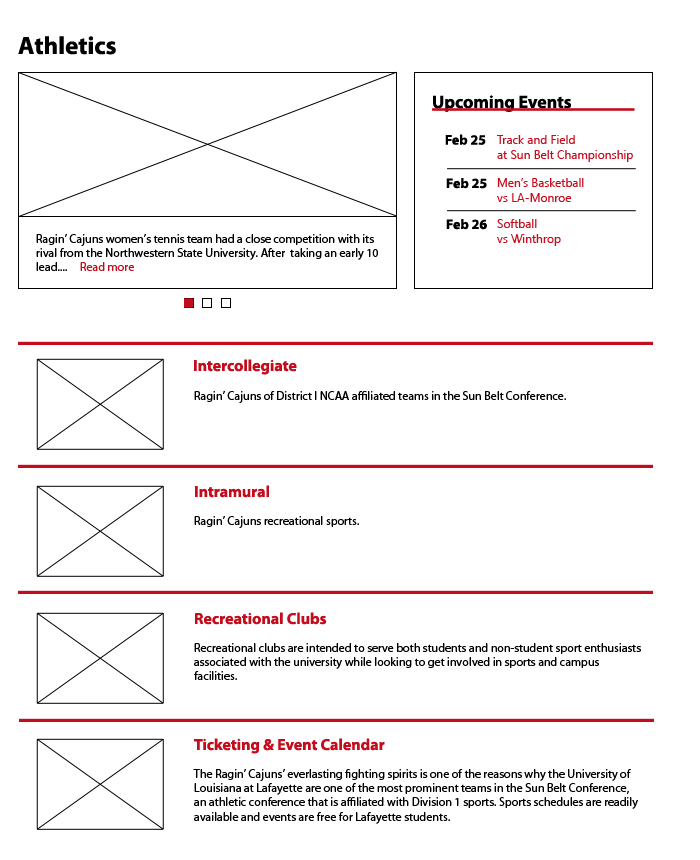 Athletics
Ragin’ Cajuns women’s tennis team had a close competition with its
rival from the Northwestern State University. After taking an early 10
lead.... Read more
Upcoming Events
Feb 25 Track and Field
at Sun Belt Championship
Feb 25 Men’s Basketball
vs LA-Monroe
Feb 26 Softball
vs Winthrop
Intercollegiate
Ragin’ Cajuns of District I NCAA affiliated teams in the Sun Belt Conference.
Intramural
Ragin’ Cajuns recreational sports.
Recreational Clubs
Recreational clubs are intended to serve both students and non-student sport enthusiasts
associated with the university while looking to get involved in sports and campus
facilities.
Ticketing & Event Calendar
The Ragin’ Cajuns’ everlasting fighting spirits is one of the reasons why the University of
Louisiana at Lafayette are one of the most prominent teams in the Sun Belt Conference,
an athletic conference that is affiliated with Division 1 sports. Sports schedules are readily
available and events are free for Lafayette students.